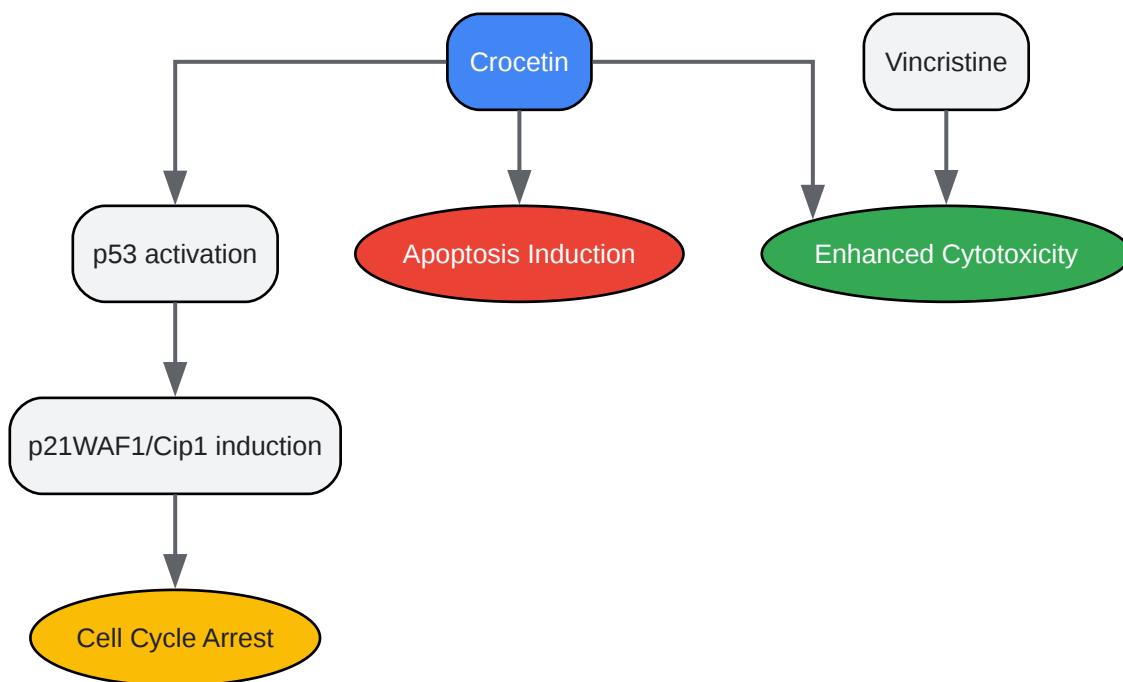 Crocetin
Vincristine
p53 activation
Apoptosis Induction
Enhanced Cytotoxicity
p21WAF1/Cip1 induction
Cell Cycle Arrest